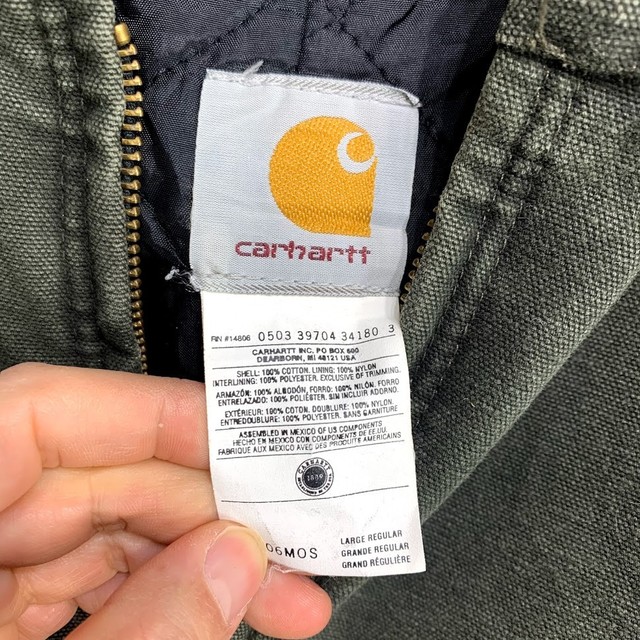 carhartt
RN #14806 0503 39704 34180 3
CARHARTT INC. PO BOX 600
DEARBORN, MI 48121 USA
SHELL: 100% COTTON. LINING: 100% NYLON
INTERLINING: 100% POLYESTER. EXCLUSIVE OF TRIMMING.
ARMAZÓN: 100% ALGODÓN, FORRO: 100% NILÓN. FORRO
ENTRELAZADO: 100% POLIÉSTER. SIN INCLUIR ADORNO.
EXTÉRIEUR: 100% COTON. DOUBLURE: 100% NYLON
ENTREDOUBLURE: 100% POLYESTER. SANS GARNITURE
ASSEMBLED IN MEXICO OF US COMPONENTS
HECHO EN MEXICO CON COMPONENTS DE EE.UU.
FABRIQUE AUX MEXICO AVEC DES PRODUITS AMERICAINS
CARHARTT
1889
06MOS
LARGE REGULAR
GRANDE REGULAR
GRAND RÉGULIÈRE